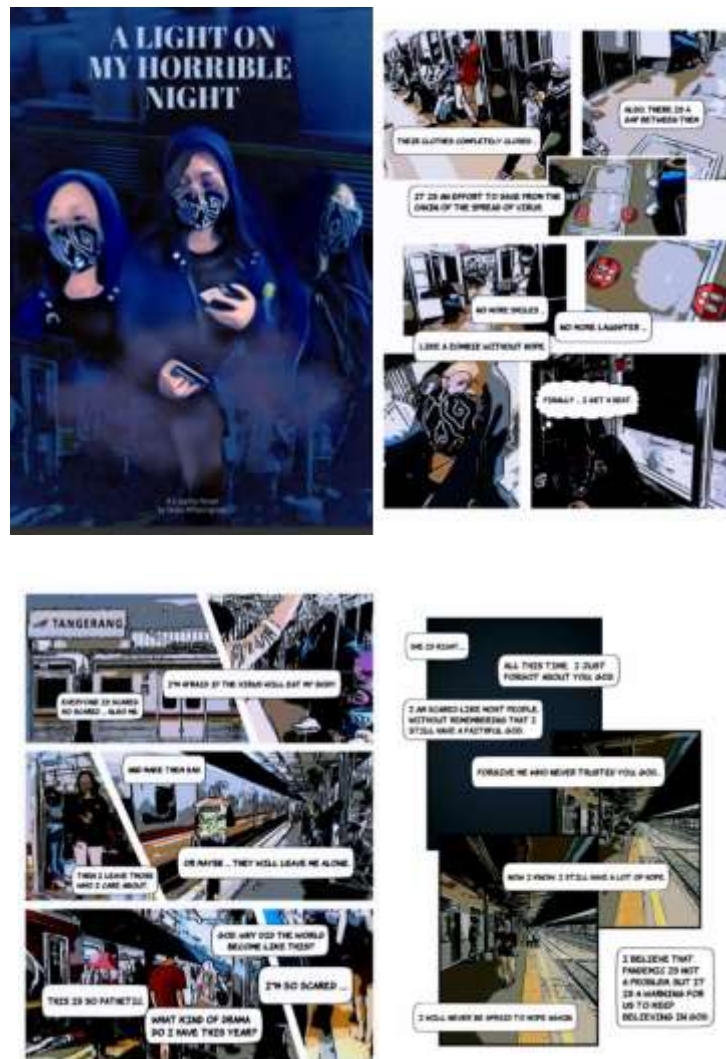 A LIGHT ON
MY HORRIBLE
NIGHT
A Graphic Novel
by
THEIR CLOTHES COMPLETELY CLOSED ..
ALSO, THERE IS A
GAP BETWEEN THEM
IT IS AN EFFORT TO SAVE FROM THE
CHAIN OF THE SPREAD OF VIRUS
NO MORE SMILES ..
NO MORE LAUGHTER ..
LIKE A ZOMBIE WITHOUT HOPE.
FINALLY .. I GET A SEAT.
TANGERANG
EVERYONE IS SCARED
SO SCARED .. ALSO ME.
I'M AFRAID IF THE VIRUS WILL EAT MY BODY
AND MAKE THEM SAD
THEN I LEAVE THOSE
WHO I CARE ABOUT.
OR MAYBE .. THEY WILL LEAVE ME ALONE.
GOD, WHY DID THE WORLD
BECOME LIKE THIS?
THIS IS SO PATHETIC.
I'M SO SCARED ...
WHAT KIND OF DRAMA
DO I HAVE THIS YEAR?
SHE IS RIGHT...
ALL THIS TIME, I JUST
FORGOT ABOUT YOU GOD.
I AM SCARED LIKE MOST PEOPLE.
WITHOUT REMEMBERING THAT I
STILL HAVE A FAITHFUL GOD.
FORGIVE ME WHO NEVER TRUSTED YOU GOD..
NOW I KNOW, I STILL HAVE A LOT OF HOPE.
I WILL NEVER BE AFRAID TO HOPE AGAIN.
I BELIEVE THAT
PANDEMIC IS NOT
A PROBLEM BUT IT
IS A WARNING FOR
US TO KEEP
BELIEVING IN GOD